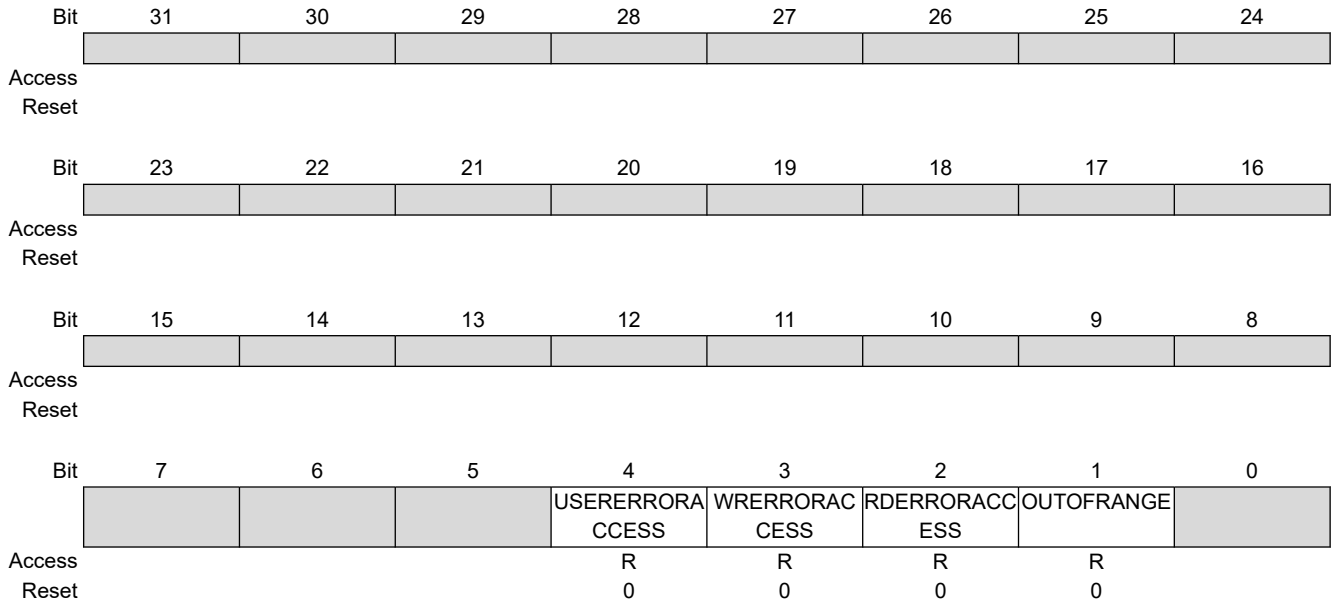 Bit 31 30 29 28 27 26 25 24
Access
Reset
Bit 23 22 21 20 19 18 17 16
Access
Reset
Bit 15 14 13 12 11 10 9 8
Access
Reset
Bit 7 6 5 4 3 2 1 0
USERERRORA WRERRORAC RDERRORACC OUTOFRANGE
CCESS CESS ESS
Access R R R R
Reset 0 0 0 0